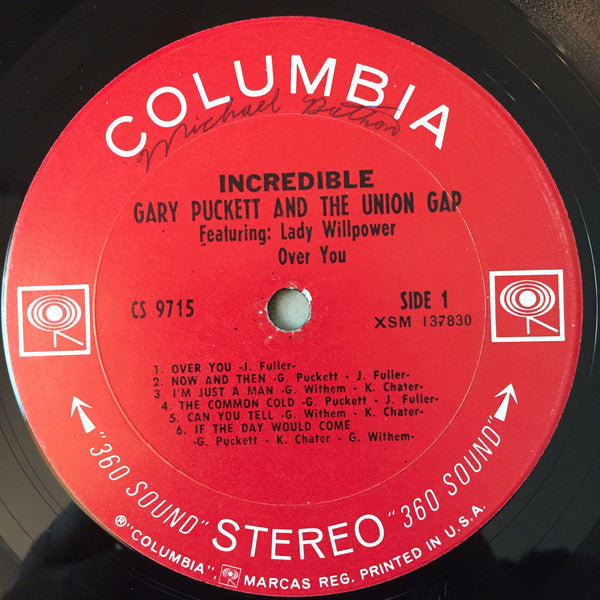 COLUMBIA
Michael
INCREDIBLE
GARY PUCKETT AND THE UNION GAP
Featuring: Lady Willpower
Over You
CS 9715
SIDE 1
XSM 137830
1. OVER YOU -J. Fuller-
2. NOW AND THEN -G. Puckett - J. Fuller-
3. I'M JUST A MAN -G. Withem - K. Chater-
4. THE COMMON COLD -G. Puckett - J. Fuller-
5. CAN YOU TELL -G. Withem - K. Chater-
6. IF THE DAY WOULD COME
-G. Puckett - K. Chater - G. Withem-
"360 SOUND" STEREO "360 SOUND"
®"COLUMBIA", MARCAS REG. PRINTED IN U.S.A.